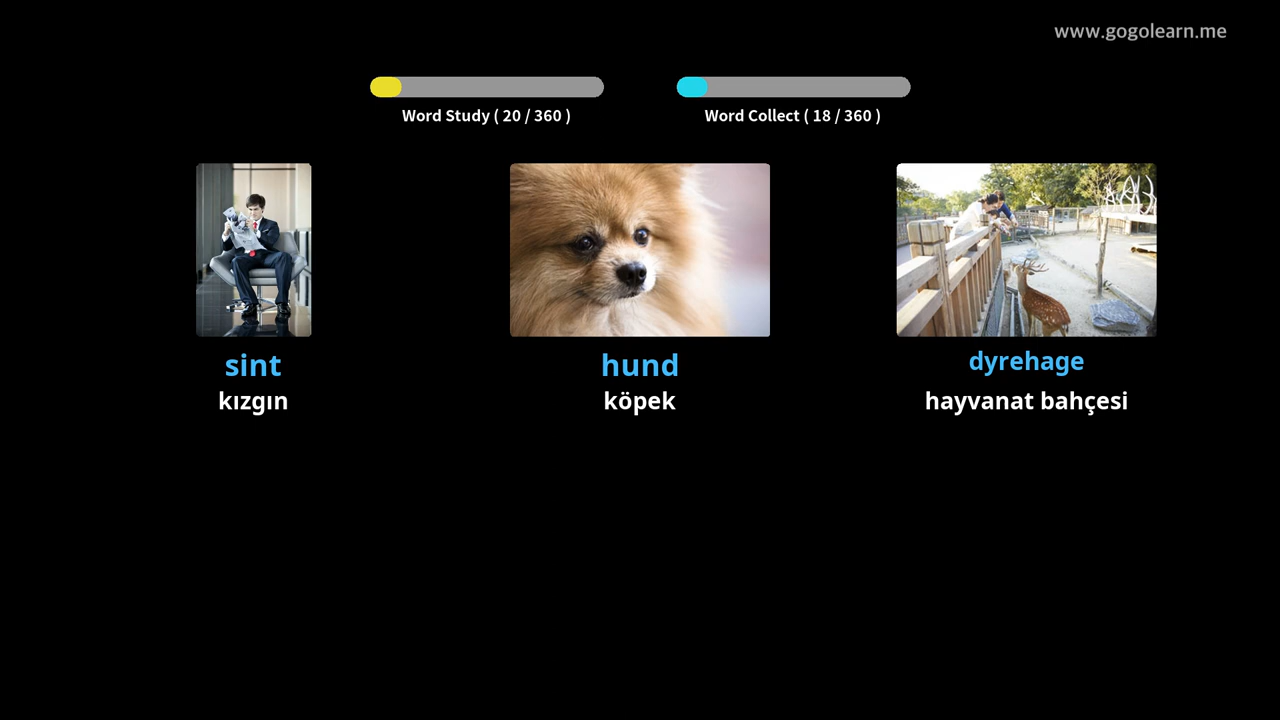 www.gogolearn.me
Word Study ( 20 / 360 )
Word Collect ( 18 / 360 )
sint
hund
dyrehage
kızgın
köpek
hayvanat bahçesi